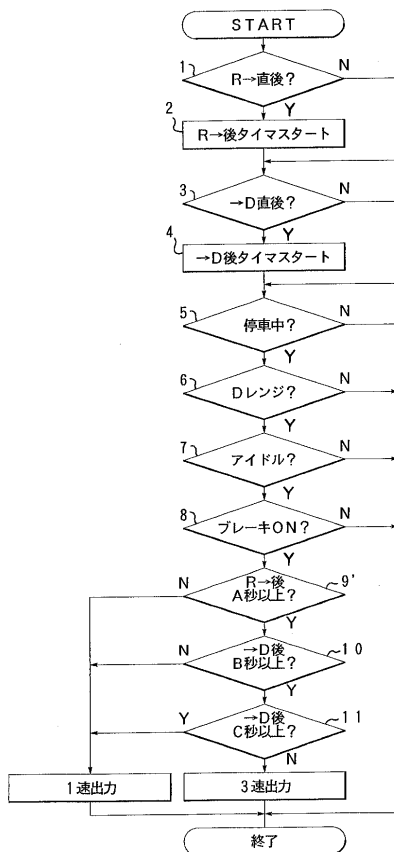 START
1
R→直後?
N
Y
2
R→後タイマスタート
3
→D直後?
N
Y
4
→D後タイマスタート
5
停車中?
N
Y
6
Dレンジ?
N
Y
7
アイドル?
N
Y
8
ブレーキON?
N
Y
N
R→後
A秒以上?
9'
Y
N
→D後
B秒以上?
10
Y
Y
→D後
C秒以上?
11
N
1速出力
3速出力
終了